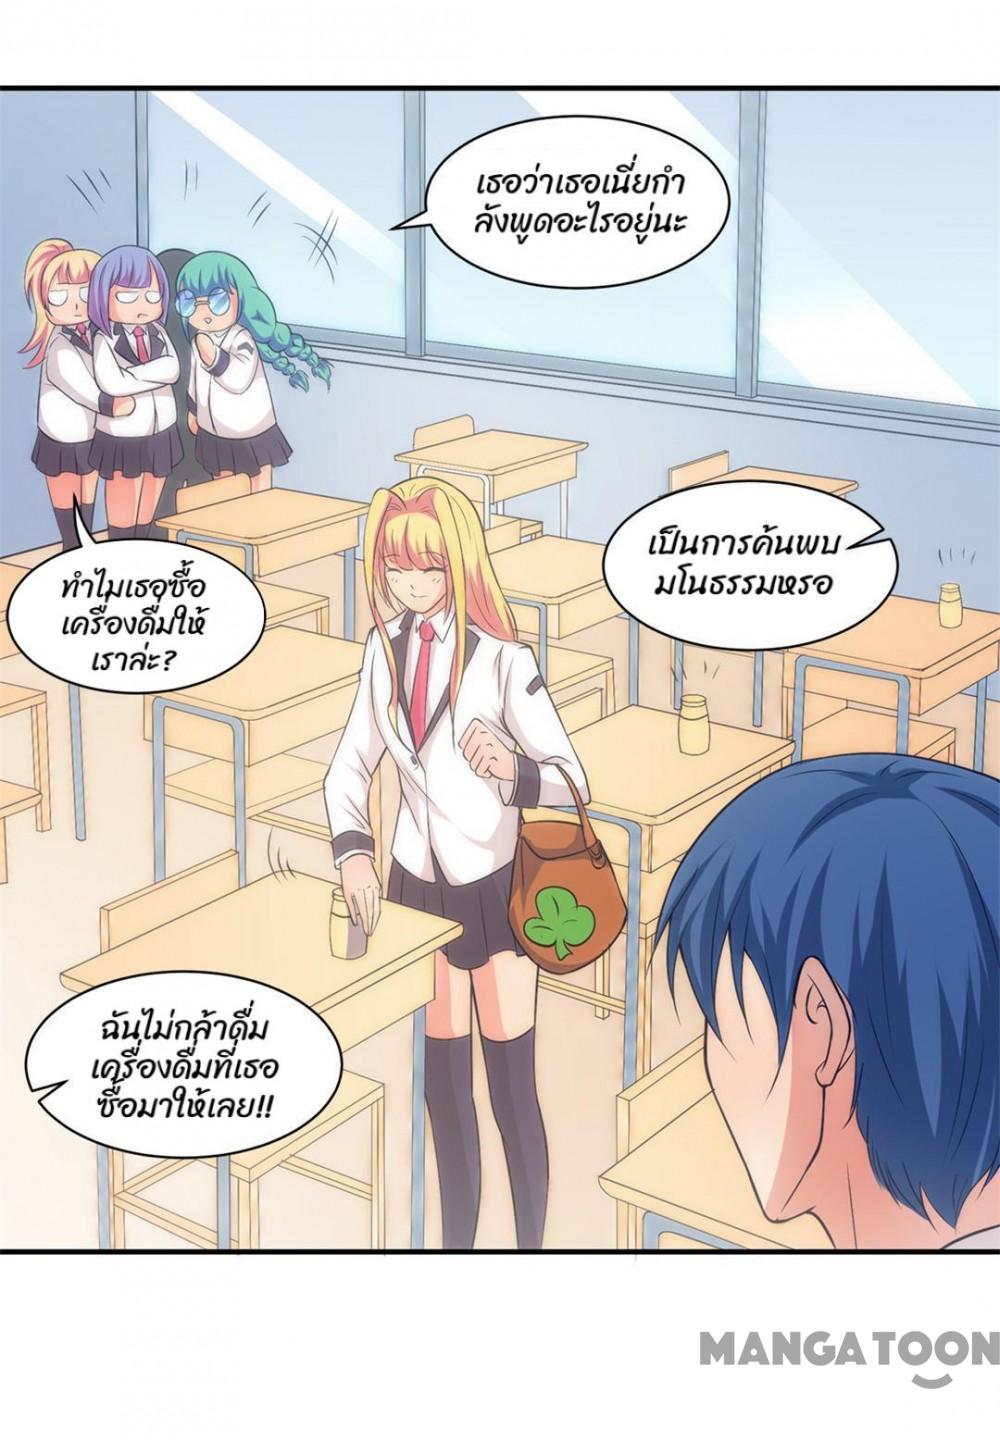 เธอว่าเธอเนี่ยกำ
ลังพูดอะไรอยู่นะ
เป็นการค้นพบ
มโนธรรมหรอ
ทำไมเธอซื้อ
เครื่องดื่มให้
เราล่ะ?
ฉันไม่กล้าดื่ม
เครื่องดื่มที่เธอ
ซื้อมาให้เลย!!
MANGATOON